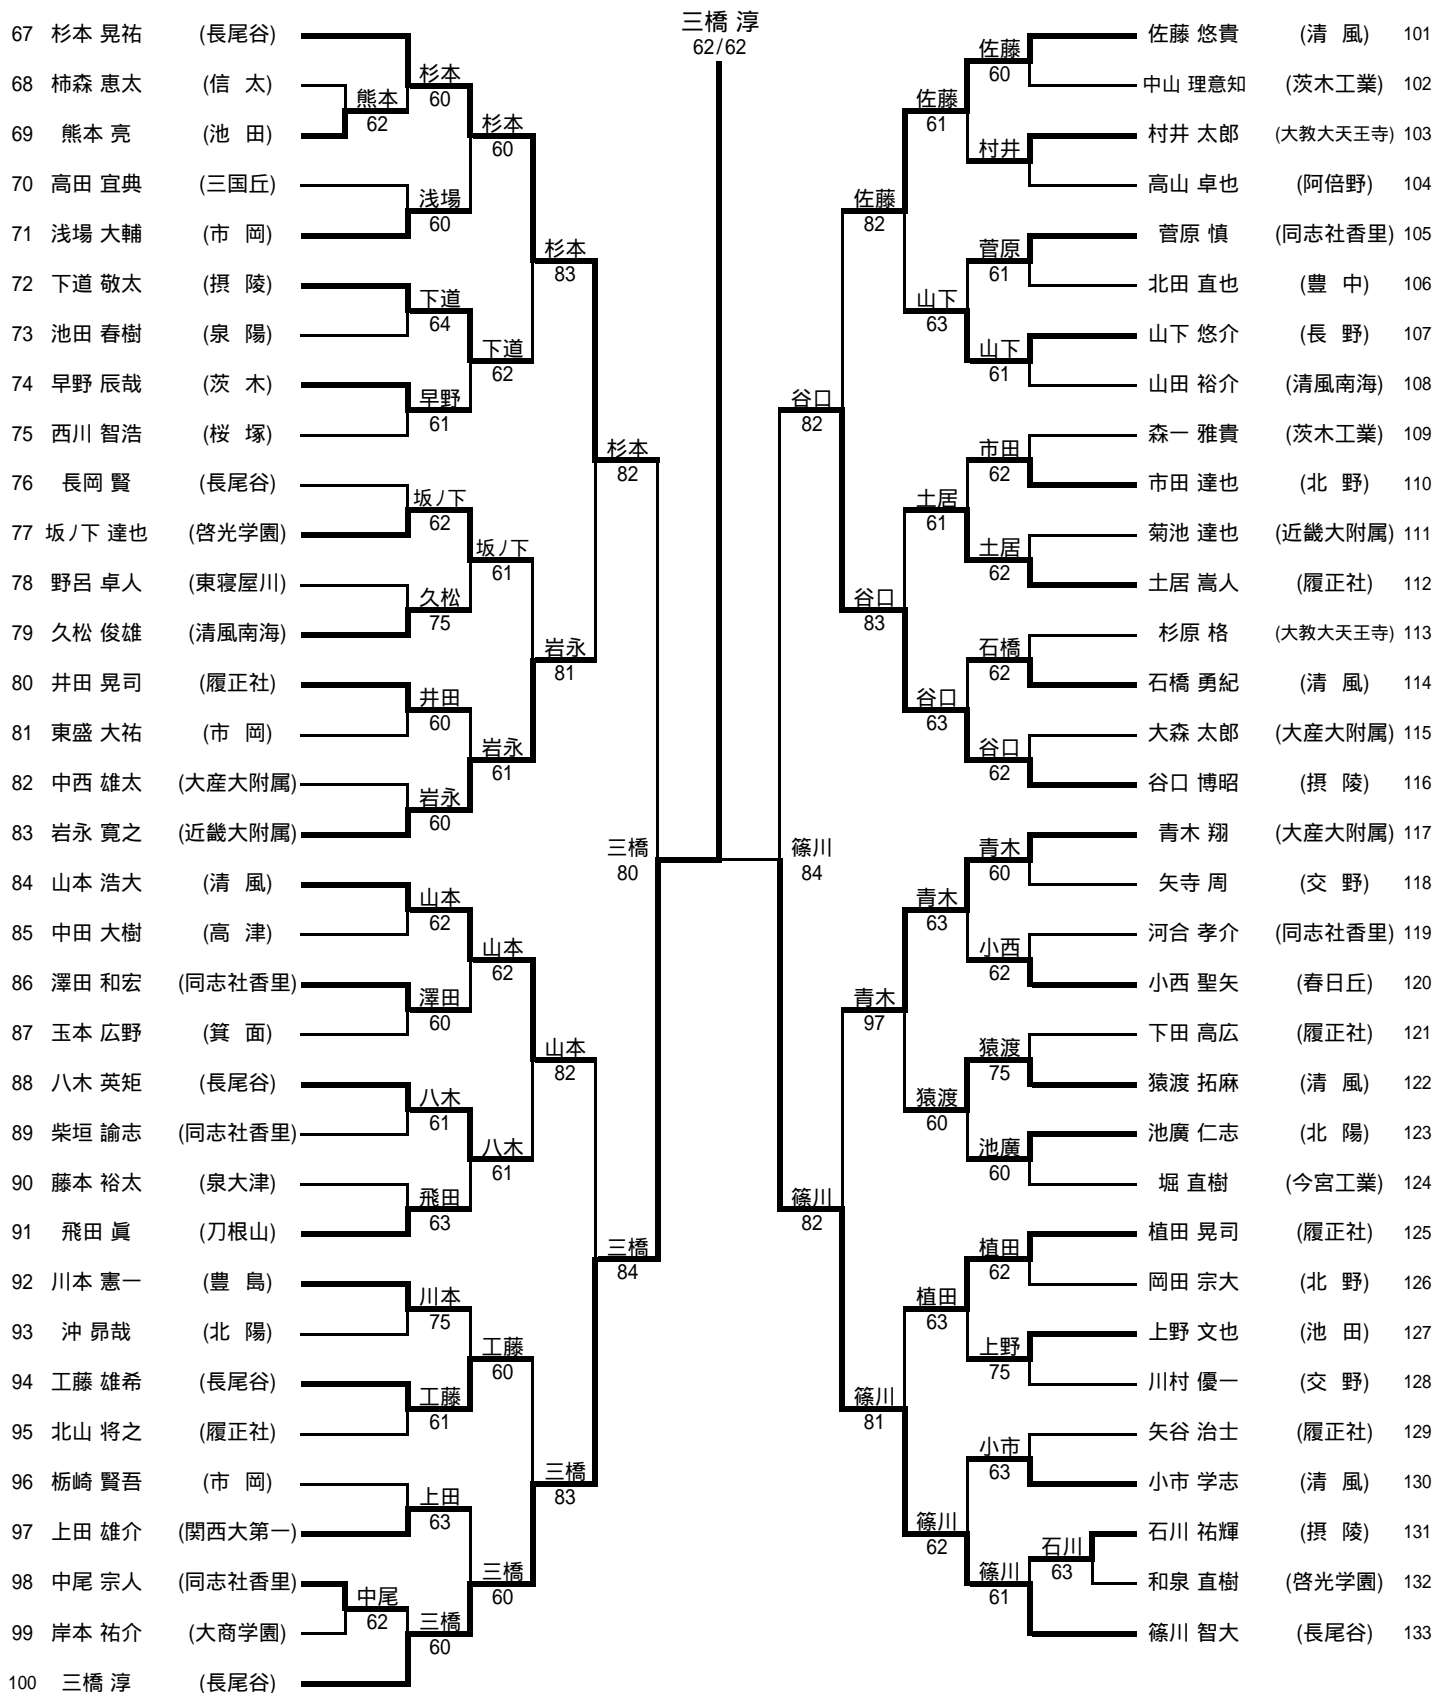 三橋 淳
62/62
67 杉本 晃祐 (長尾谷)
68 柿森 恵太 (信 太)
69 熊本 亮 (池 田)
70 高田 宜典 (三国丘)
71 浅場 大輔 (市 岡)
72 下道 敬太 (摂 陵)
73 池田 春樹 (泉 陽)
74 早野 辰哉 (茨 木)
75 西川 智浩 (桜 塚)
76 長岡 賢 (長尾谷)
77 坂ノ下 達也 (啓光学園)
78 野呂 卓人 (東寝屋川)
79 久松 俊雄 (清風南海)
80 井田 晃司 (履正社)
81 東盛 大祐 (市 岡)
82 中西 雄太 (大産大附属)
83 岩永 寛之 (近畿大附属)
84 山本 浩大 (清 風)
85 中田 大樹 (高 津)
86 澤田 和宏 (同志社香里)
87 玉本 広野 (箕 面)
88 八木 英矩 (長尾谷)
89 柴垣 諭志 (同志社香里)
90 藤本 裕太 (泉大津)
91 飛田 眞 (刀根山)
92 川本 憲一 (豊 島)
93 沖 昴哉 (北 陽)
94 工藤 雄希 (長尾谷)
95 北山 将之 (履正社)
96 栃崎 賢吾 (市 岡)
97 上田 雄介 (関西大第一)
98 中尾 宗人 (同志社香里)
99 岸本 祐介 (大商学園)
100 三橋 淳 (長尾谷)
熊本
62
中尾
62
杉本
60
浅場
60
下道
64
早野
61
坂ノ下
62
久松
75
井田
60
岩永
60
山本
62
澤田
60
八木
61
飛田
63
川本
75
工藤
61
上田
63
三橋
60
杉本
60
下道
62
坂ノ下
61
岩永
61
山本
62
八木
61
工藤
60
三橋
60
杉本
83
岩永
81
山本
82
三橋
83
杉本
82
三橋
84
三橋
80
篠川
84
谷口
82
篠川
82
佐藤
82
谷口
83
青木
97
篠川
81
佐藤
61
山下
63
土居
61
谷口
63
青木
63
猿渡
60
植田
63
篠川
62
佐藤
60
村井
菅原
61
山下
61
市田
62
土居
62
石橋
62
谷口
62
青木
60
小西
62
猿渡
75
池廣
60
植田
62
上野
75
小市
63
篠川
61
石川
63
佐藤 悠貴 (清 風) 101
中山 理意知 (茨木工業) 102
村井 太郎 (大教大天王寺) 103
高山 卓也 (阿倍野) 104
菅原 慎 (同志社香里) 105
北田 直也 (豊 中) 106
山下 悠介 (長 野) 107
山田 裕介 (清風南海) 108
森一 雅貴 (茨木工業) 109
市田 達也 (北 野) 110
菊池 達也 (近畿大附属) 111
土居 嵩人 (履正社) 112
杉原 格 (大教大天王寺) 113
石橋 勇紀 (清 風) 114
大森 太郎 (大産大附属) 115
谷口 博昭 (摂 陵) 116
青木 翔 (大産大附属) 117
矢寺 周 (交 野) 118
河合 孝介 (同志社香里) 119
小西 聖矢 (春日丘) 120
下田 高広 (履正社) 121
猿渡 拓麻 (清 風) 122
池廣 仁志 (北 陽) 123
堀 直樹 (今宮工業) 124
植田 晃司 (履正社) 125
岡田 宗大 (北 野) 126
上野 文也 (池 田) 127
川村 優一 (交 野) 128
矢谷 治士 (履正社) 129
小市 学志 (清 風) 130
石川 祐輝 (摂 陵) 131
和泉 直樹 (啓光学園) 132
篠川 智大 (長尾谷) 133